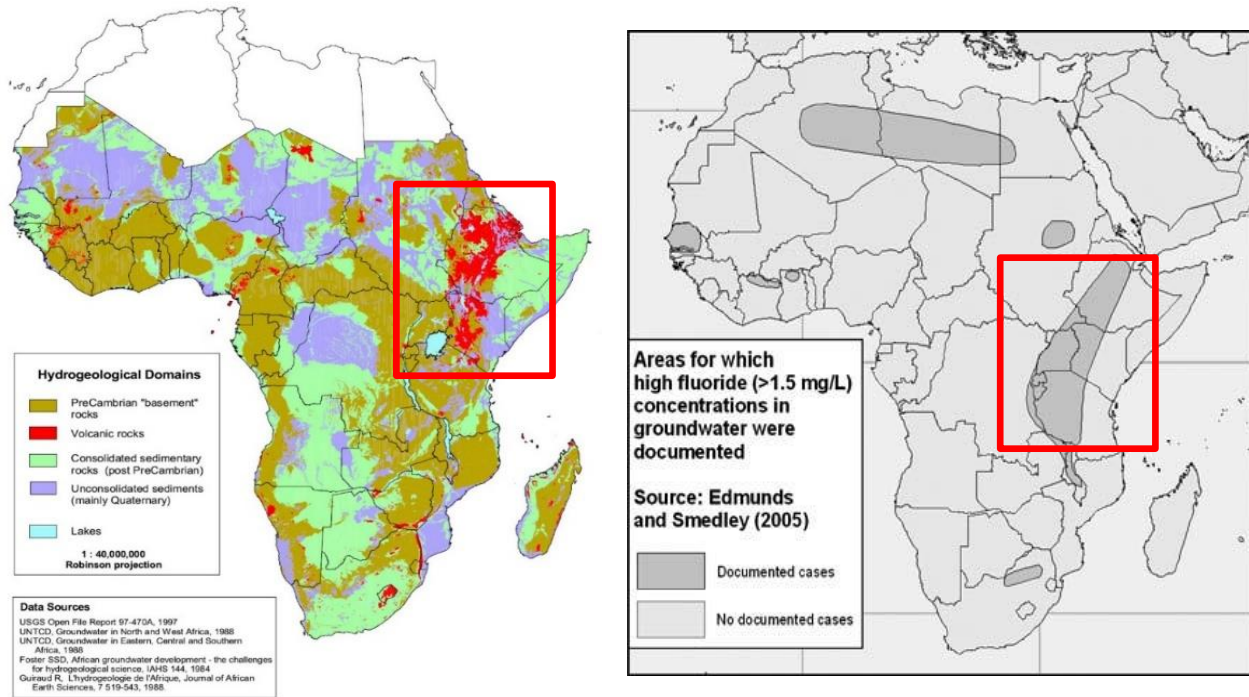 Hydrogeological Domains
PreCambrian "basement"
rocks
Volcanic rocks
Consolidated sedimentary
rocks (post PreCambrian)
Unconsolidated sediments
(mainly Quaternary)
Lakes
1 : 40,000,000
Robinson projection
Data Sources
USGS Open File Report 97-470A, 1997
UNTCD, Groundwater in North and West Africa, 1988
UNTCD, Groundwater in Eastern, Central and Southern
Africa, 1988
Foster SSD, African groundwater development - the challenges
for hydrogeological science, IAHS 144, 1984
Guiraud R, L'hydrogeologie de l'Afrique, Journal of African
Earth Sciences, 7 519-543, 1988.
Areas for which
high fluoride (>1.5 mg/L)
concentrations in
groundwater were
documented
Source: Edmunds
and Smedley (2005)
Documented cases
No documented cases